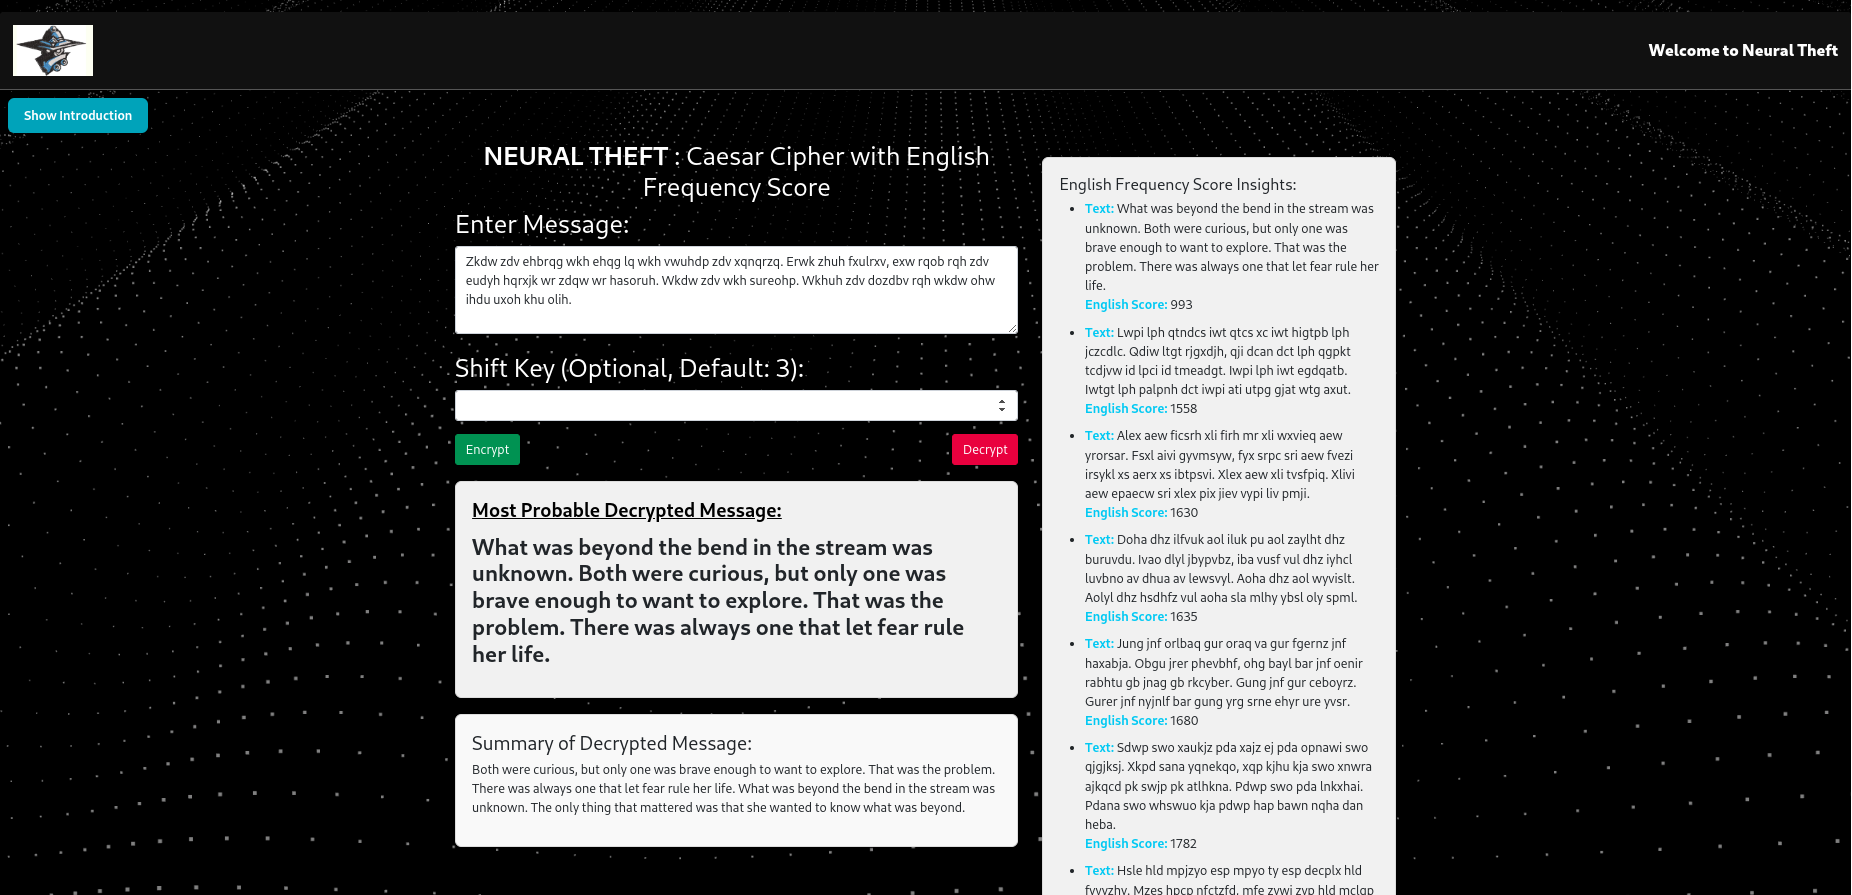 Welcome to Neural Theft
Show Introduction
NEURAL THEFT : Caesar Cipher with English
Frequency Score
Enter Message:
Zkdw zdv ehbrqg wkh ehqg lq wkh vwuhdp zdv xqnqrzq. Erwk zhuh fxulrxv, exw rqob rqh zdv
eudyh hqrxjk wr zdqw wr hasoruh. Wkdw zdv wkh sureohp. Wkhuh zdv dozdbv rqh wkdw ohw
ihdu uxoh khu olih.
Shift Key (Optional, Default: 3):
Encrypt
Decrypt
Most Probable Decrypted Message:
What was beyond the bend in the stream was
unknown. Both were curious, but only one was
brave enough to want to explore. That was the
problem. There was always one that let fear rule
her life.
Summary of Decrypted Message:
Both were curious, but only one was brave enough to want to explore. That was the problem.
There was always one that let fear rule her life. What was beyond the bend in the stream was
unknown. The only thing that mattered was that she wanted to know what was beyond.
English Frequency Score Insights:
Text: What was beyond the bend in the stream was
unknown. Both were curious, but only one was
brave enough to want to explore. That was the
problem. There was always one that let fear rule her
life.
English Score: 993
Text: Lwpi lph qtndcs iwt qtcs xc iwt higtpb lph
jczcdlc. Qdiw ltgt rjgxdjh, qji dcan dct lph qgpkt
tcdjvw id lpci id tmeadgt. Iwpi lph iwt egdqatb.
Iwtgt lph palpnh dct iwpi ati utpg gjat wtg axut.
English Score: 1558
Text: Alex aew ficsrh xli firh mr xli wxvieq aew
yrorsar. Fsxl aivi gyvmsyw, fyx srpc sri aew fvezi
irsykl xs aerx xs ibtpsvi. Xlex aew xli tvsfpiq. Xlivi
aew epaecw sri xlex pix jiev vypi liv pmji.
English Score: 1630
Text: Doha dhz ilfvuk aol iluk pu aol zaylht dhz
buruvdu. Ivao dlyl jbypvbz, iba vusf vul dhz iyhcl
luvbno av dhua av lewsvyl. Aoha dhz aol wyvislt.
Aolyl dhz hsdhfz vul aoha sla mlhy ybsl oly spml.
English Score: 1635
Text: Jung jnf orlbaq gur oraq va gur fgernz jnf
haxabja. Obgu jrer phevbhf, ohg bayl bar jnf oenir
rabhtu gb jnag gb rkcyber. Gung jnf gur ceboyrz.
Gurer jnf nyjnlf bar gung yrg srne ehyr ure yvsr.
English Score: 1680
Text: Sdwp swo xaukjz pda xajz ej pda opnawi swo
qjgjksj. Xkpd sana yqnekqo, xqp kjhu kja swo xnwra
ajkqcd pk swjp pk atlhkna. Pdwp swo pda lnkxhai.
Pdana swo whswuo kja pdwp hap bawn nqha dan
heba.
English Score: 1782
Text: Hsle hld mpjzyo esp mpyo ty esp decplx hld
fyvyzhy. Mzes hpcp nfctzfd, mfe zywj zyp hld mclgp